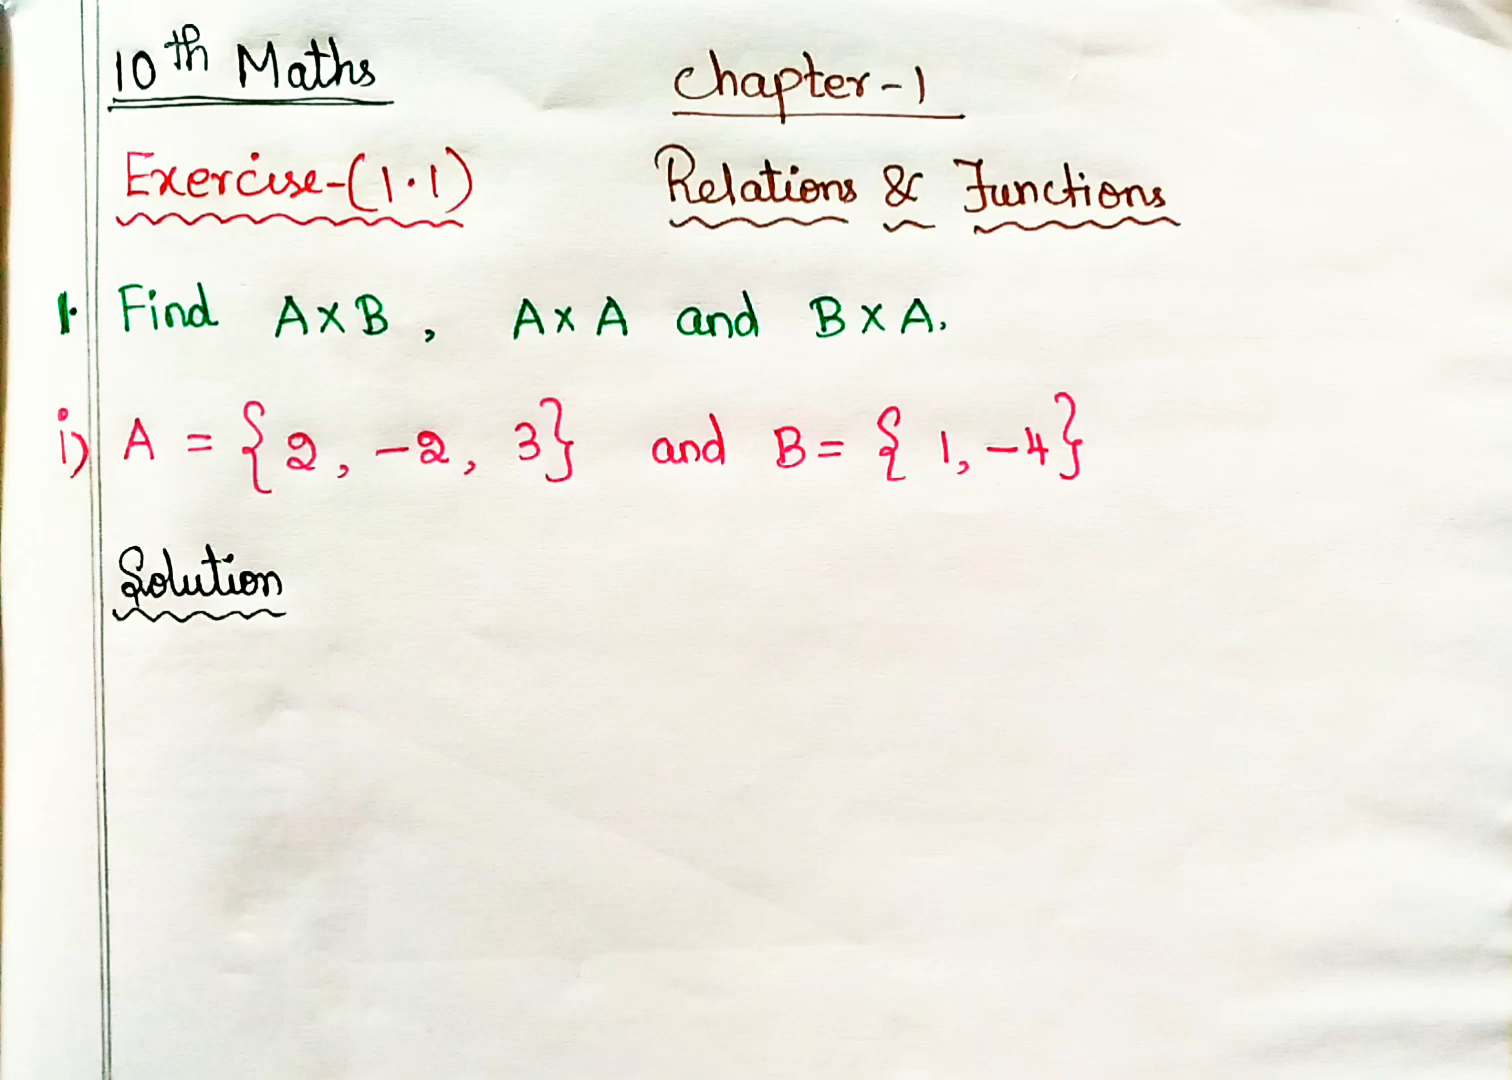 10th Maths
Chapter-1
Exercise-(1.1)
Relations & Functions
1. Find A×B, A×A and B×A.
i) A = {2, -2, 3} and B = {1, -4}
Solution